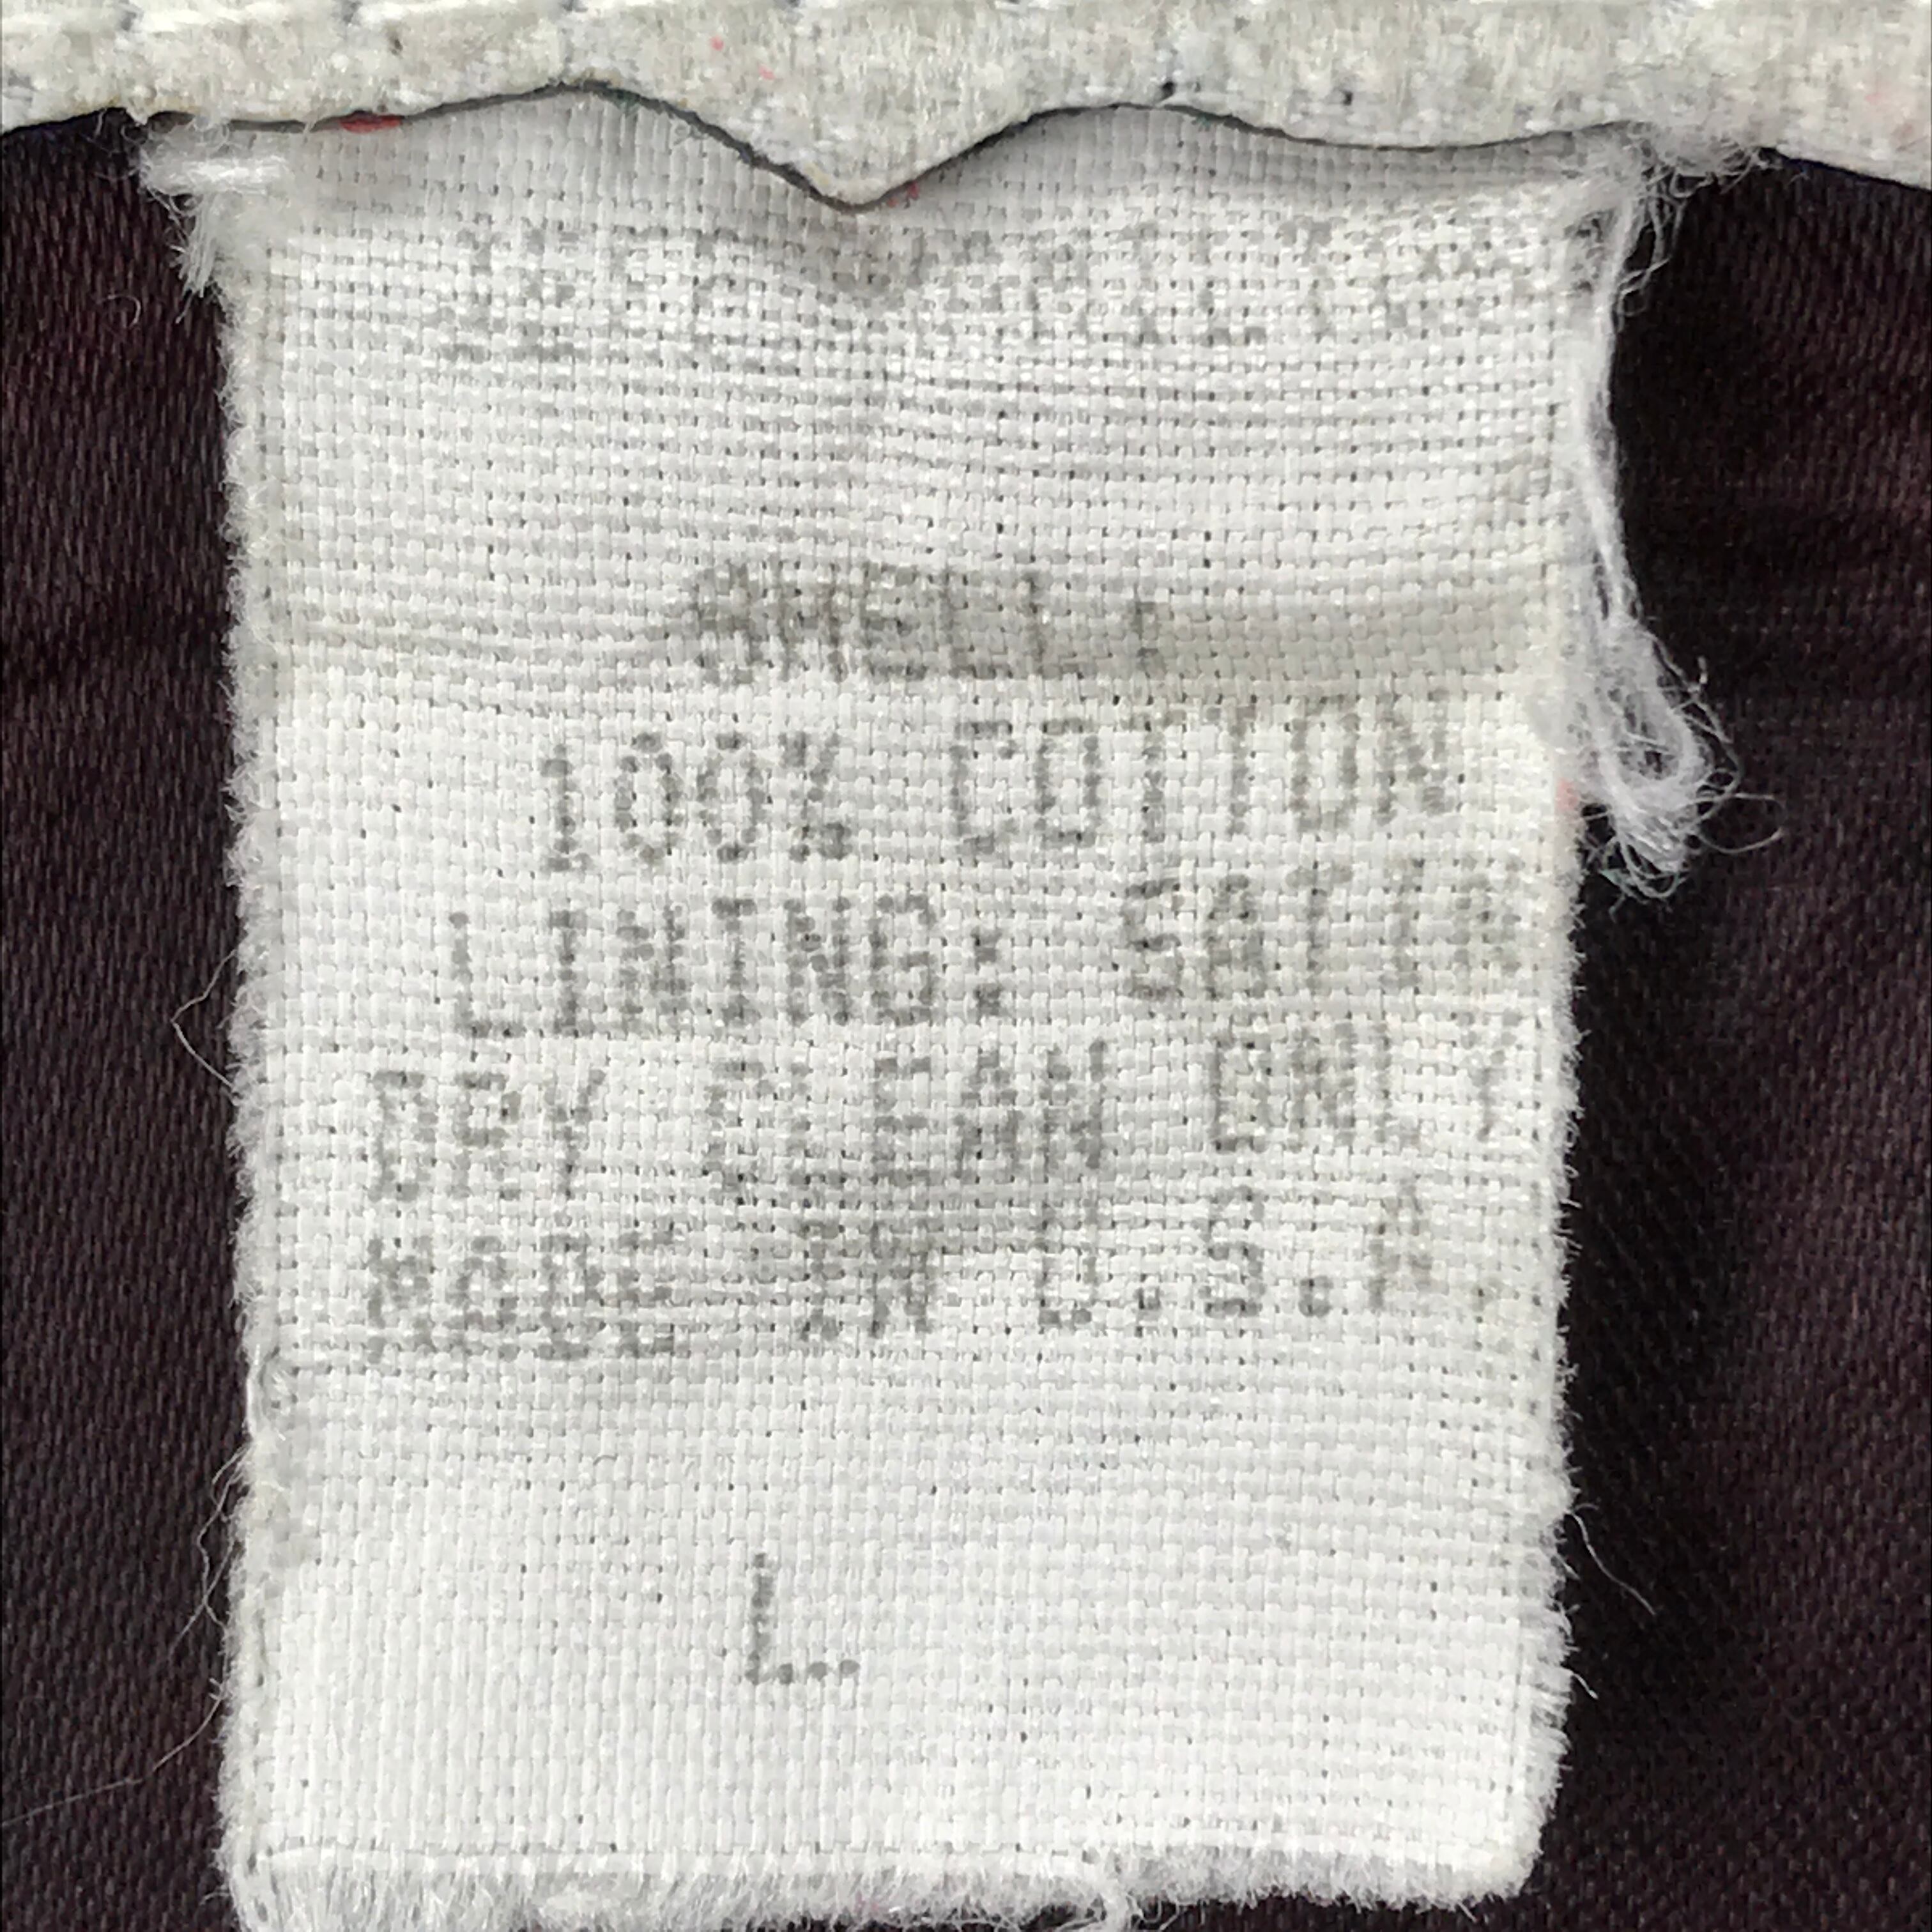 SHELL:
100% COTTON
LINING: SATIN
DRY CLEAN ONLY
MADE IN U.S.A.
L